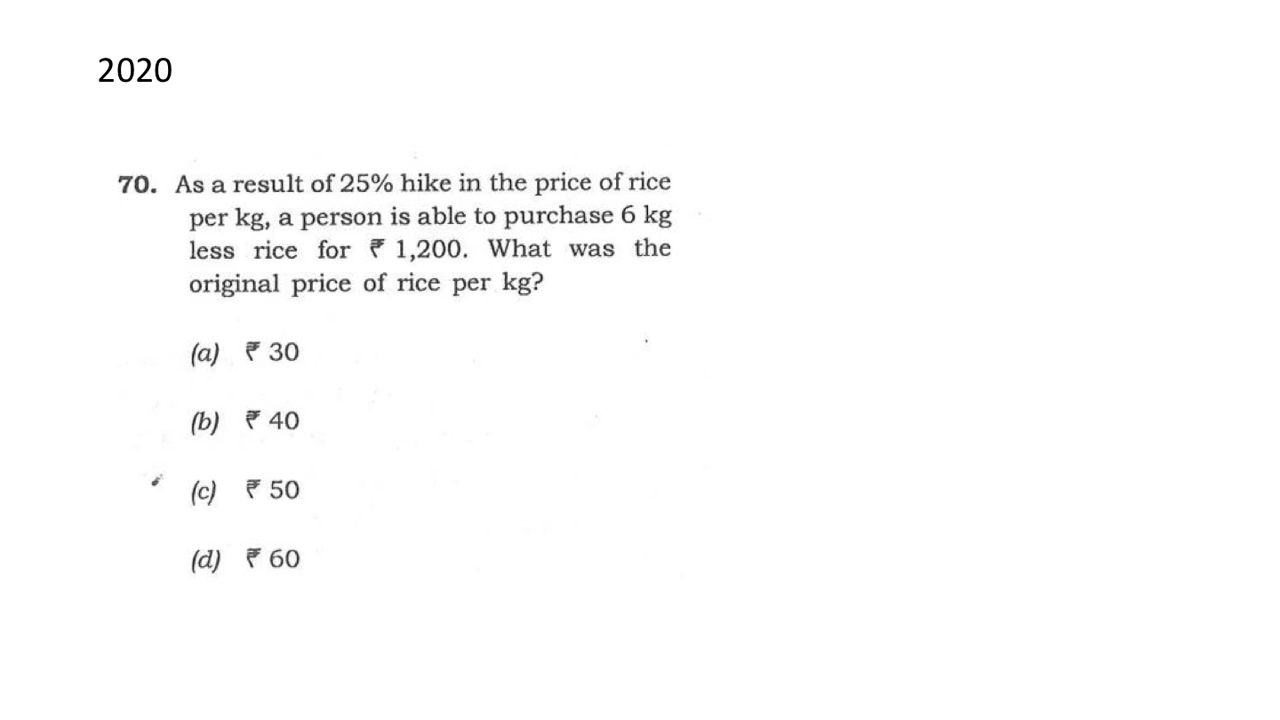 2020
70. As a result of 25% hike in the price of rice
per kg, a person is able to purchase 6 kg
less rice for ₹ 1,200. What was the
original price of rice per kg?
(a) ₹ 30
(b) ₹ 40
(c) ₹ 50
(d) ₹ 60